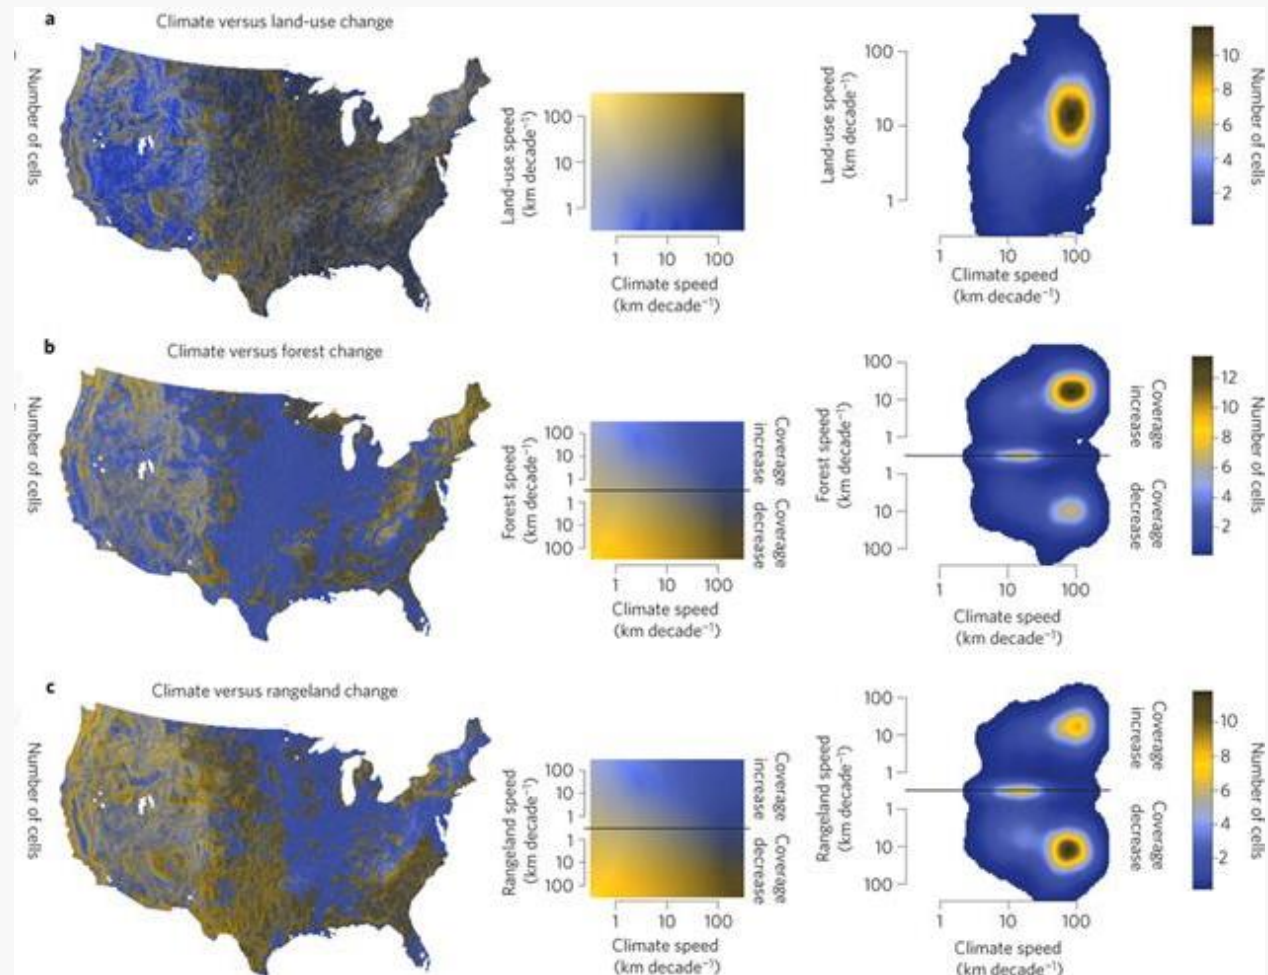 a
Climate versus land-use change
Number of cells
Land-use speed
(km decade⁻¹)
100
10
1
1 10 100
Climate speed
(km decade⁻¹)
Land-use speed
(km decade⁻¹)
100
10
1
1 10 100
Climate speed
(km decade⁻¹)
10
8
6
4
2
Number of cells
b
Climate versus forest change
Number of cells
Forest speed
(km decade⁻¹)
100
10
1
1
10
100
Coverage
increase
Coverage
decrease
1 10 100
Climate speed
(km decade⁻¹)
Forest speed
(km decade⁻¹)
100
10
1
1
10
100
Coverage
increase
Coverage
decrease
1 10 100
Climate speed
(km decade⁻¹)
12
10
8
6
4
2
Number of cells
c
Climate versus rangeland change
Number of cells
Rangeland speed
(km decade⁻¹)
100
10
1
1
10
100
Coverage
increase
Coverage
decrease
1 10 100
Climate speed
(km decade⁻¹)
Rangeland speed
(km decade⁻¹)
100
10
1
1
10
100
Coverage
increase
Coverage
decrease
1 10 100
Climate speed
(km decade⁻¹)
10
8
6
4
2
Number of cells